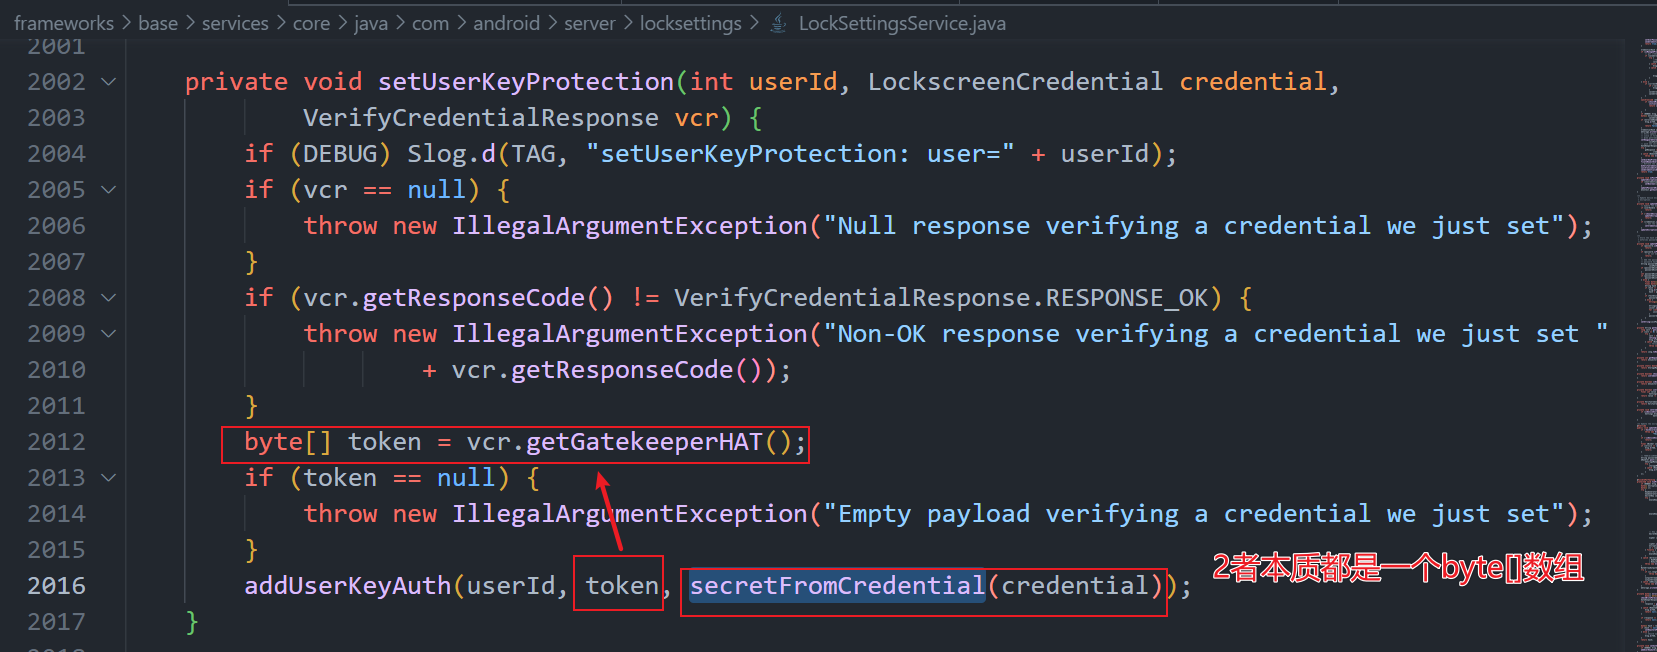 frameworks > base > services > core > java > com > android > server > locksettings > LockSettingsService.java
2001
2002 private void setUserKeyProtection(int userId, LockscreenCredential credential,
2003 VerifyCredentialResponse vcr) {
2004 if (DEBUG) Slog.d(TAG, "setUserKeyProtection: user=" + userId);
2005 if (vcr == null) {
2006 throw new IllegalArgumentException("Null response verifying a credential we just set");
2007 }
2008 if (vcr.getResponseCode() != VerifyCredentialResponse.RESPONSE_OK) {
2009 throw new IllegalArgumentException("Non-OK response verifying a credential we just set "
2010 + vcr.getResponseCode());
2011 }
2012 byte[] token = vcr.getGatekeeperHAT();
2013 if (token == null) {
2014 throw new IllegalArgumentException("Empty payload verifying a credential we just set");
2015 }
2者本质都是一个byte[]数组
2016 addUserKeyAuth(userId, token, secretFromCredential(credential));
2017 }